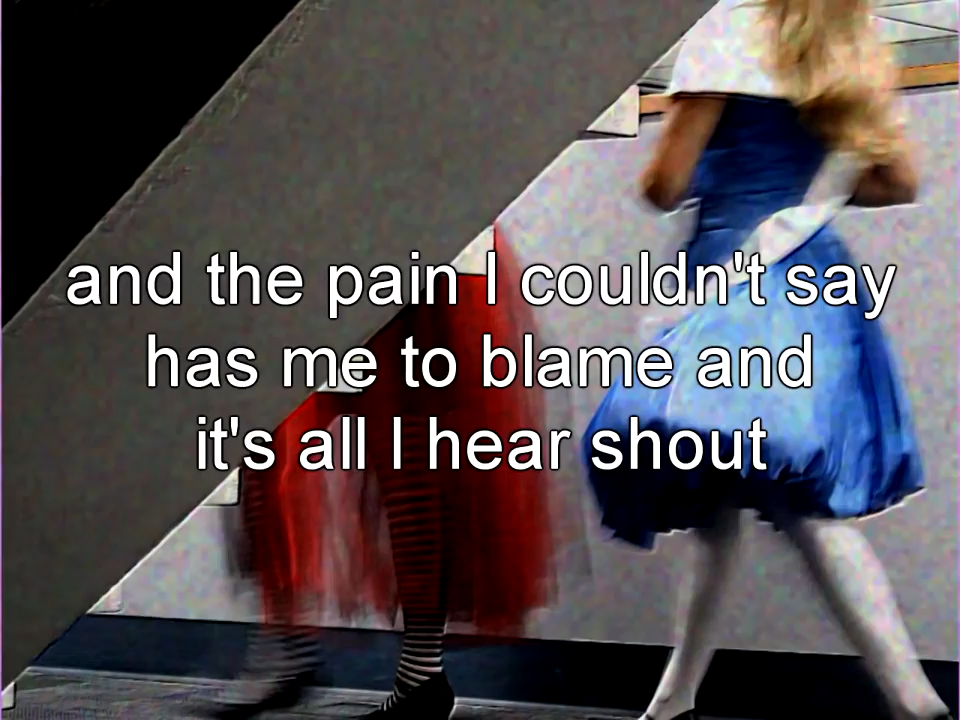 and the pain I couldn't say
has me to blame and
it's all I hear shout